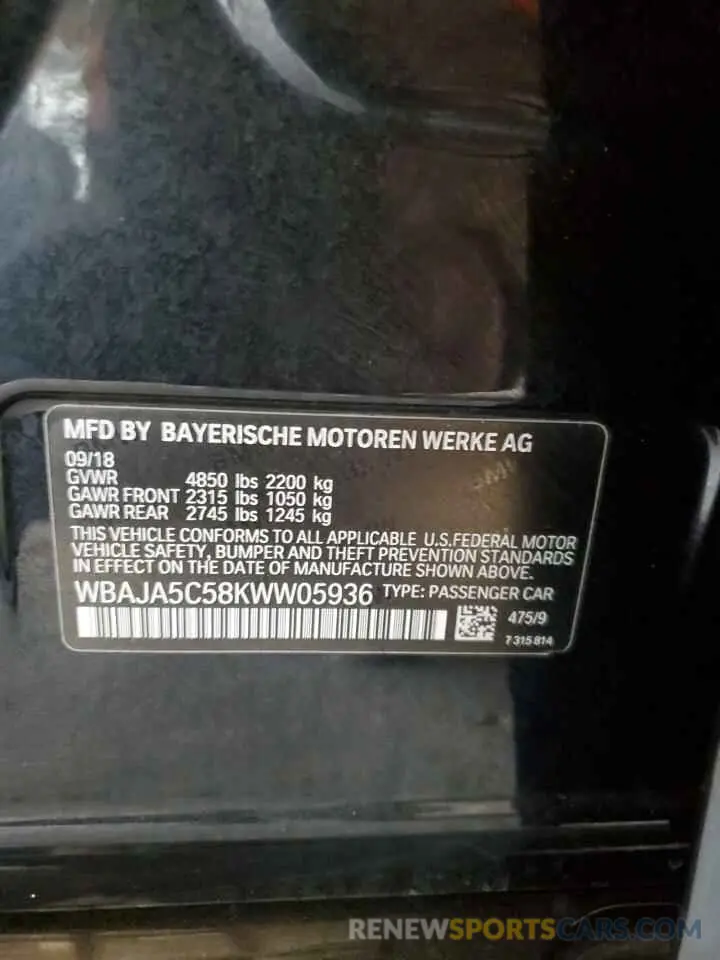 MFD BY BAYERISCHE MOTOREN WERKE AG
09/18
GVWR 4850 lbs 2200 kg
GAWR FRONT 2315 lbs 1050 kg
GAWR REAR 2745 lbs 1245 kg
THIS VEHICLE CONFORMS TO ALL APPLICABLE U.S.FEDERAL MOTOR
VEHICLE SAFETY, BUMPER AND THEFT PREVENTION STANDARDS
IN EFFECT ON THE DATE OF MANUFACTURE SHOWN ABOVE.
WBAJA5C58KWW05936 TYPE: PASSENGER CAR
475/9
7 315 814
RENEWSPORTSCARS.COM